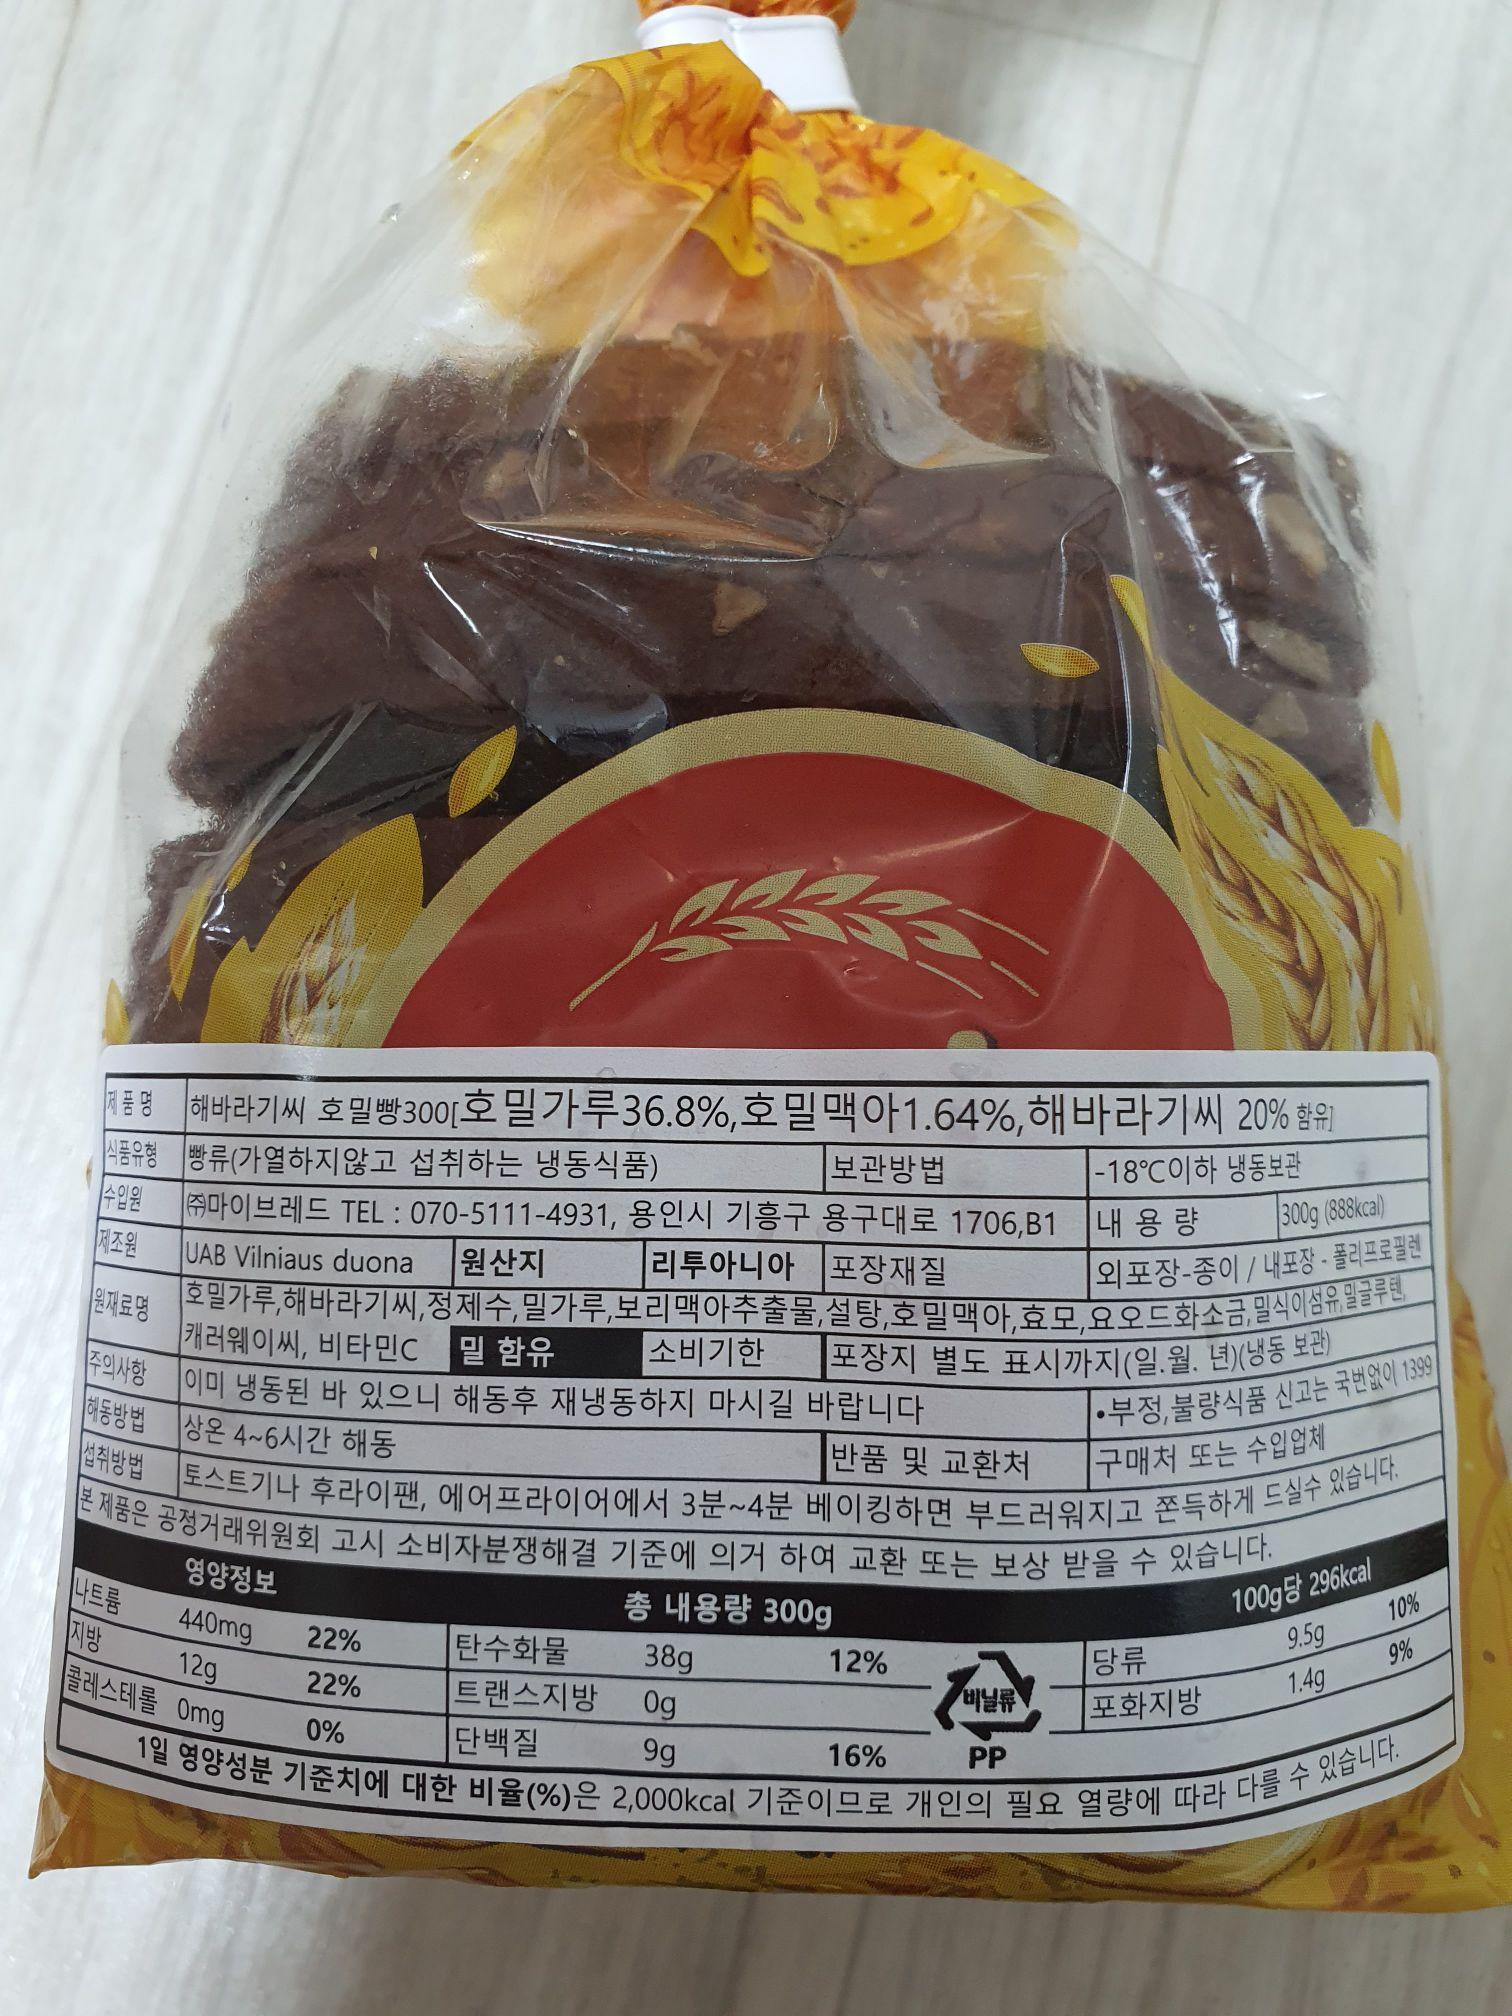 제품명 해바라기씨 호밀빵300[호밀가루36.8%,호밀맥아1.64%,해바라기씨 20% 함유]
식품유형 빵류(가열하지않고 섭취하는 냉동식품) 보관방법 -18℃이하 냉동보관
수입원 ㈜마이브레드 TEL : 070-5111-4931, 용인시 기흥구 용구대로 1706,B1 내 용 량 300g (888kcal)
제조원 UAB Vilniaus duona 원산지 리투아니아 포장재질 외포장-종이 / 내포장 - 폴리프로필렌
원재료명 호밀가루,해바라기씨,정제수,밀가루,보리맥아추출물,설탕,호밀맥아,효모,요오드화소금,밀식이섬유,밀글루텐,
캐러웨이씨, 비타민C 밀 함유 소비기한 포장지 별도 표시까지(일.월. 년)(냉동 보관)
주의사항 이미 냉동된 바 있으니 해동후 재냉동하지 마시길 바랍니다 •부정,불량식품 신고는 국번없이 1399
해동방법 상온 4~6시간 해동 반품 및 교환처 구매처 또는 수입업체
섭취방법 토스트기나 후라이팬, 에어프라이어에서 3분~4분 베이킹하면 부드러워지고 쫀득하게 드실수 있습니다.
본 제품은 공정거래위원회 고시 소비자분쟁해결 기준에 의거 하여 교환 또는 보상 받을 수 있습니다.
영양정보 총 내용량 300g 100g당 296kcal
나트륨 440mg 22% 탄수화물 38g 12% 당류 9.5g 10%
지방 12g 22% 트랜스지방 0g 비닐류 포화지방 1.4g 9%
콜레스테롤 0mg 0% 단백질 9g 16% PP
1일 영양성분 기준치에 대한 비율(%)은 2,000kcal 기준이므로 개인의 필요 열량에 따라 다를 수 있습니다.